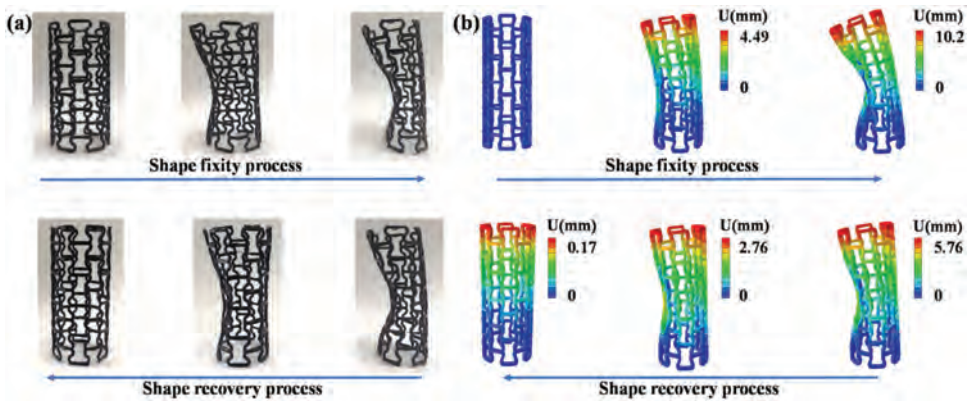 (a)
(b)
U(mm)
4.49
0
U(mm)
10.2
0
Shape fixity process
Shape fixity process
U(mm)
0.17
0
U(mm)
2.76
0
U(mm)
5.76
0
Shape recovery process
Shape recovery process